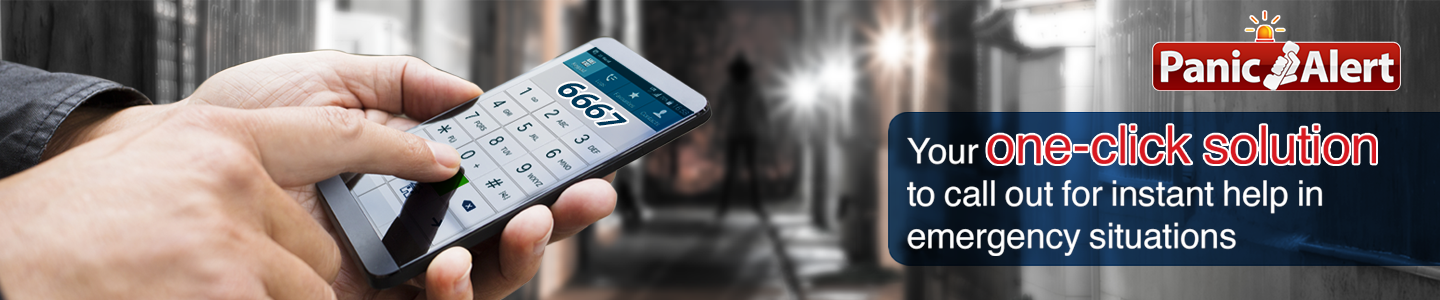 Panic Alert
Your one-click solution
to call out for instant help in
emergency situations
6667
1
2 ABC
3 DEF
4 GHI
5 JKL
6 MNO
7 PQRS
8 TUV
9 WXYZ
*
0 +
#